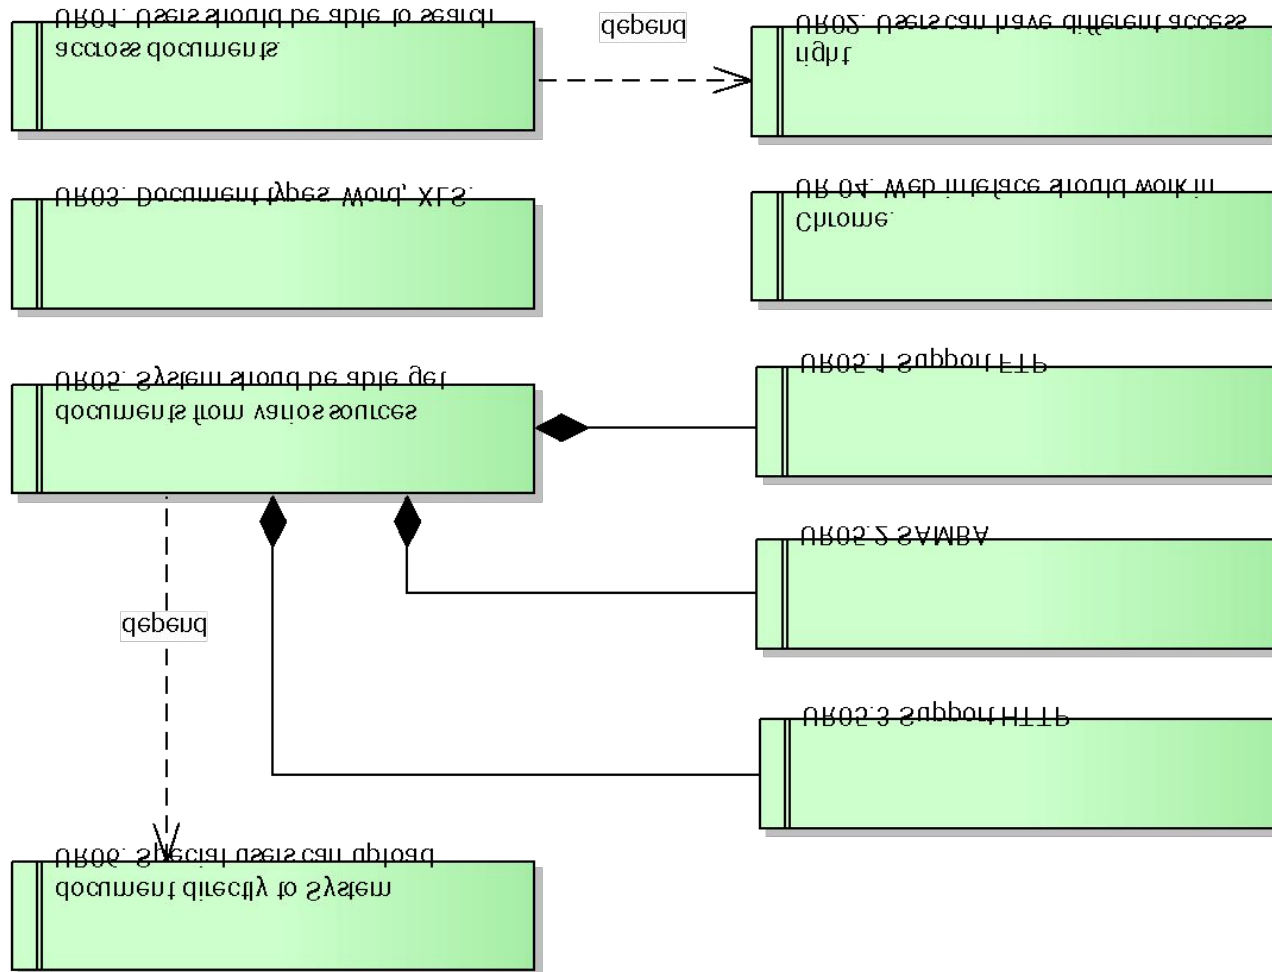 UR01. Users should be able to search
accross documents.
depend
UR02. Users can have different access
right
UR03. Document types: Word, XLS.
UR 04. Web inteface should work in
Chrome.
UR05. System should be able get
documents from varios sources
UR05.1 Support FTP
UR05.2 SAMBA
depend
UR05.3 Support HTTP
UR06. Special users can upload
document directly to System